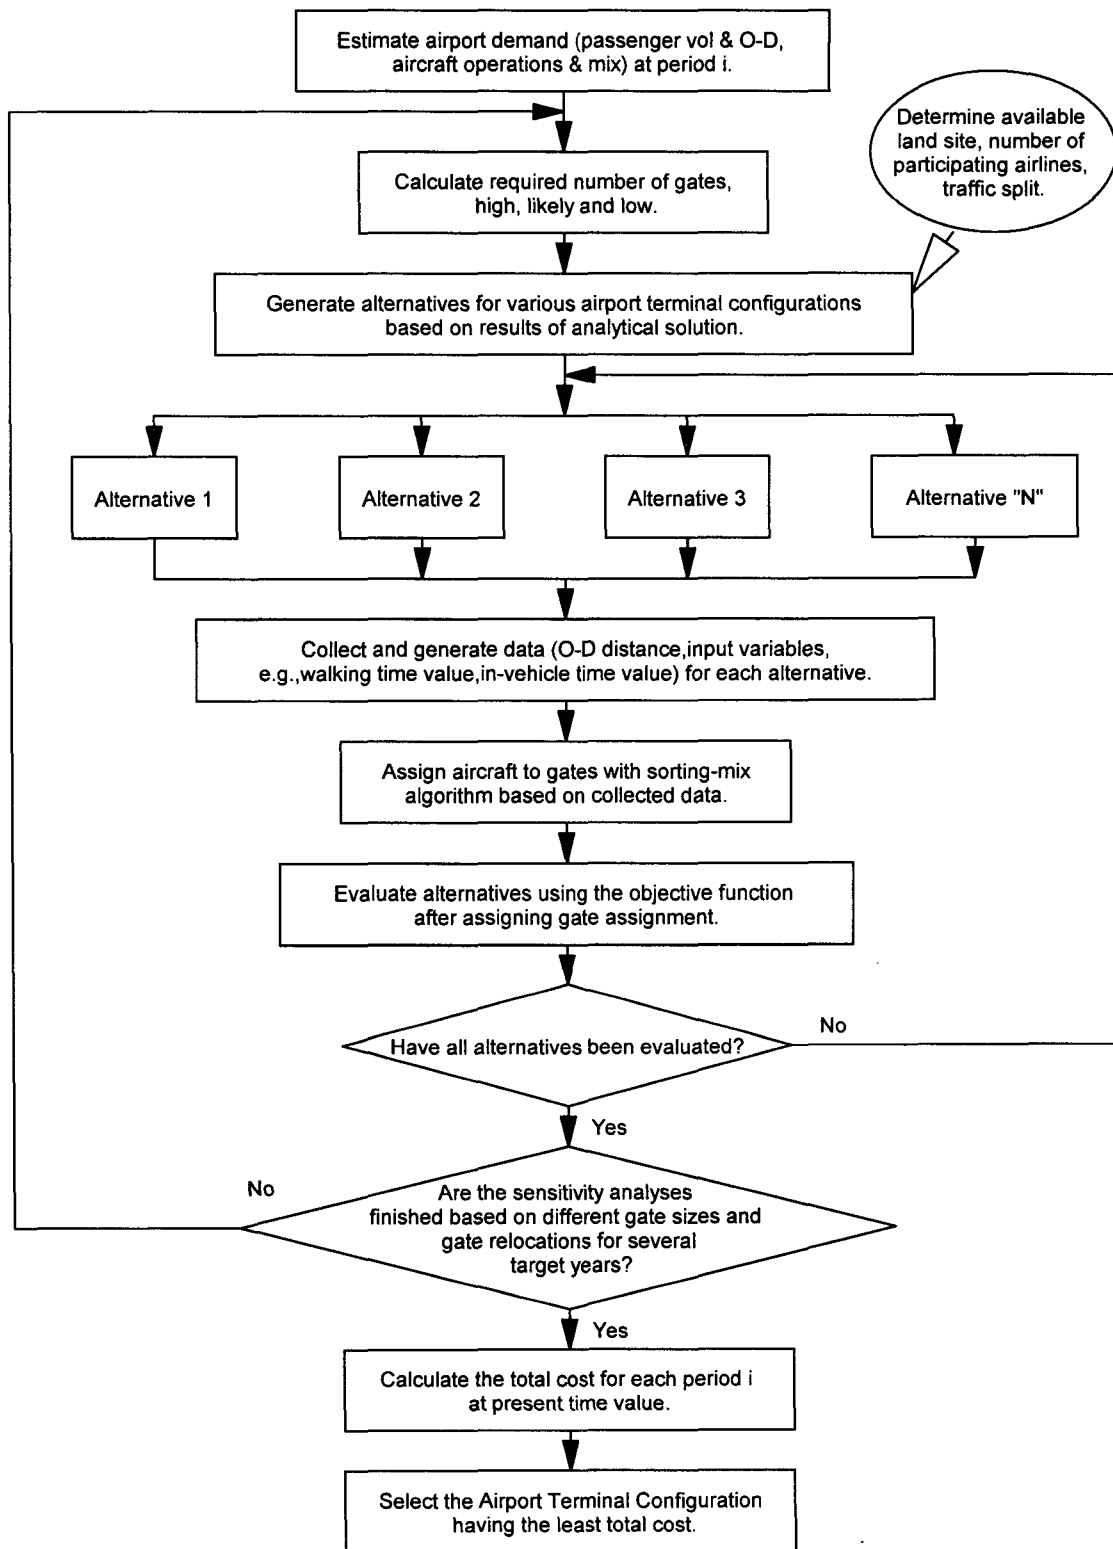 Estimate airport demand (passenger vol & O-D,
aircraft operations & mix) at period i.
Determine available
land site, number of
participating airlines,
traffic split.
Calculate required number of gates,
high, likely and low.
Generate alternatives for various airport terminal configurations
based on results of analytical solution.
Alternative 1
Alternative 2
Alternative 3
Alternative "N"
Collect and generate data (O-D distance,input variables,
e.g.,walking time value,in-vehicle time value) for each alternative.
Assign aircraft to gates with sorting-mix
algorithm based on collected data.
Evaluate alternatives using the objective function
after assigning gate assignment.
Have all alternatives been evaluated?
No
Yes
No
Are the sensitivity analyses
finished based on different gate sizes and
gate relocations for several
target years?
Yes
Calculate the total cost for each period i
at present time value.
Select the Airport Terminal Configuration
having the least total cost.